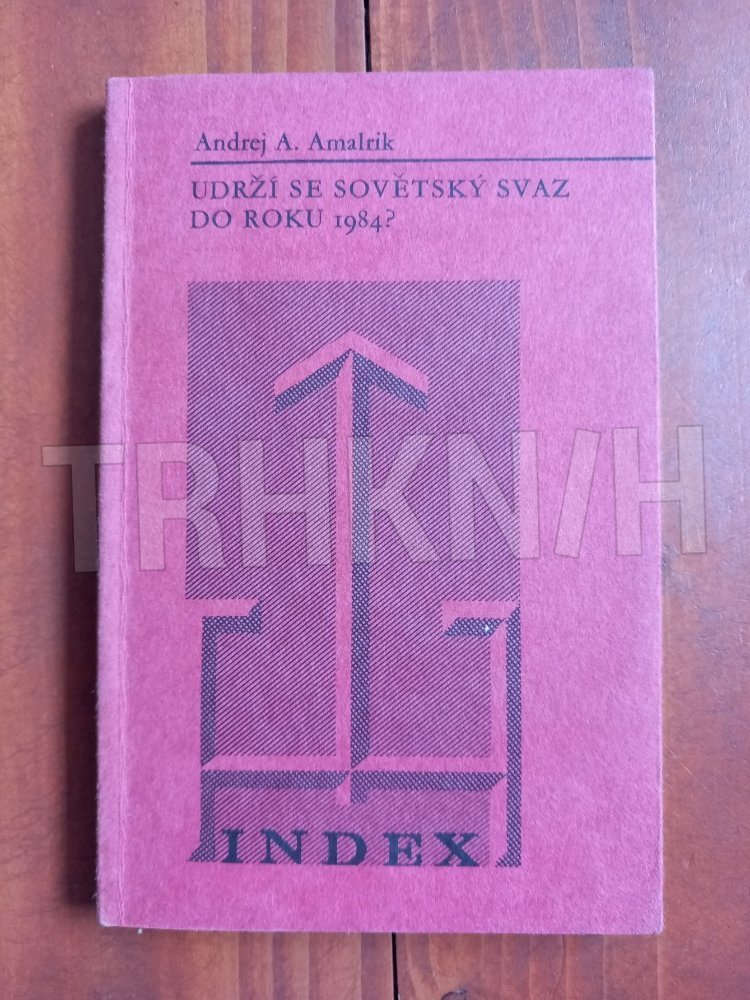 Andrej A. Amalrik
UDRŽÍ SE SOVĚTSKÝ SVAZ
DO ROKU 1984?
TRHKNIH
INDEX